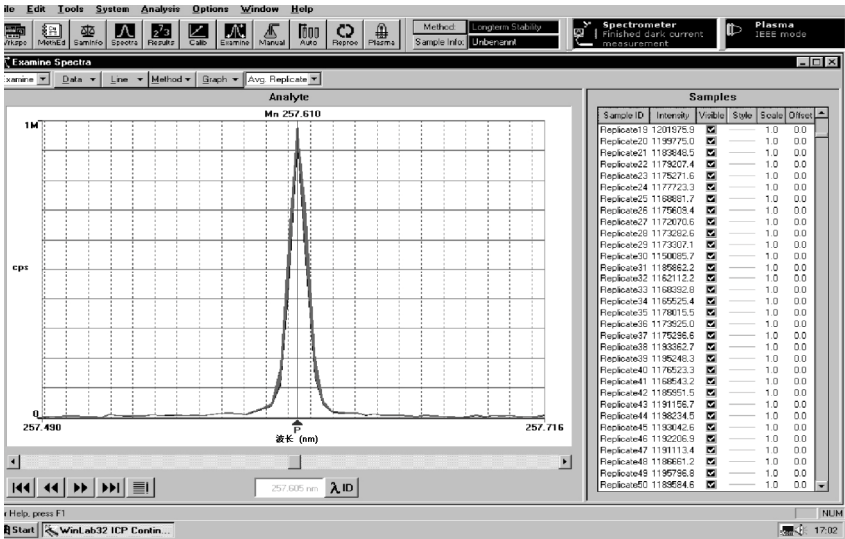 ile Edit Tools System Analysis Options Window Help
Wrkspc MethEd SamInfo Spectra Results Calib Examine Manual Auto Reproc Plasma
Method: Longterm Stability
Sample Info: Unbenannt
Spectrometer
Finished dark current
measurement
Plasma
IEEE mode
Examine Spectra
xamine Data Line Method Graph Avg. Replicate
Analyte
Mn 257.610
1M
cps
0
257.490
P
257.716
波长 (nm)
257.605 nm
λ ID
Samples
Sample ID Intensity Visible Style Scale Offset
Replicate19 1201975.9 1.0 0.0
Replicate20 1199775.0 1.0 0.0
Replicate21 1183848.5 1.0 0.0
Replicate22 1179207.4 1.0 0.0
Replicate23 1175271.6 1.0 0.0
Replicate24 1177723.3 1.0 0.0
Replicate25 1168881.7 1.0 0.0
Replicate26 1175609.4 1.0 0.0
Replicate27 1172070.6 1.0 0.0
Replicate28 1173282.6 1.0 0.0
Replicate29 1173307.1 1.0 0.0
Replicate30 1150085.7 1.0 0.0
Replicate31 1185862.2 1.0 0.0
Replicate32 1162112.2 1.0 0.0
Replicate33 1168392.8 1.0 0.0
Replicate34 1165525.4 1.0 0.0
Replicate35 1178015.5 1.0 0.0
Replicate36 1173925.0 1.0 0.0
Replicate37 1175296.6 1.0 0.0
Replicate38 1193362.7 1.0 0.0
Replicate39 1195248.3 1.0 0.0
Replicate40 1176523.3 1.0 0.0
Replicate41 1168543.2 1.0 0.0
Replicate42 1185951.5 1.0 0.0
Replicate43 1191156.7 1.0 0.0
Replicate44 1198234.5 1.0 0.0
Replicate45 1193042.6 1.0 0.0
Replicate46 1192206.9 1.0 0.0
Replicate47 1191113.4 1.0 0.0
Replicate48 1186661.2 1.0 0.0
Replicate49 1195796.8 1.0 0.0
Replicate50 1189584.6 1.0 0.0
r Help, press F1
NUM
Start WinLab32 ICP Contin... 17:02